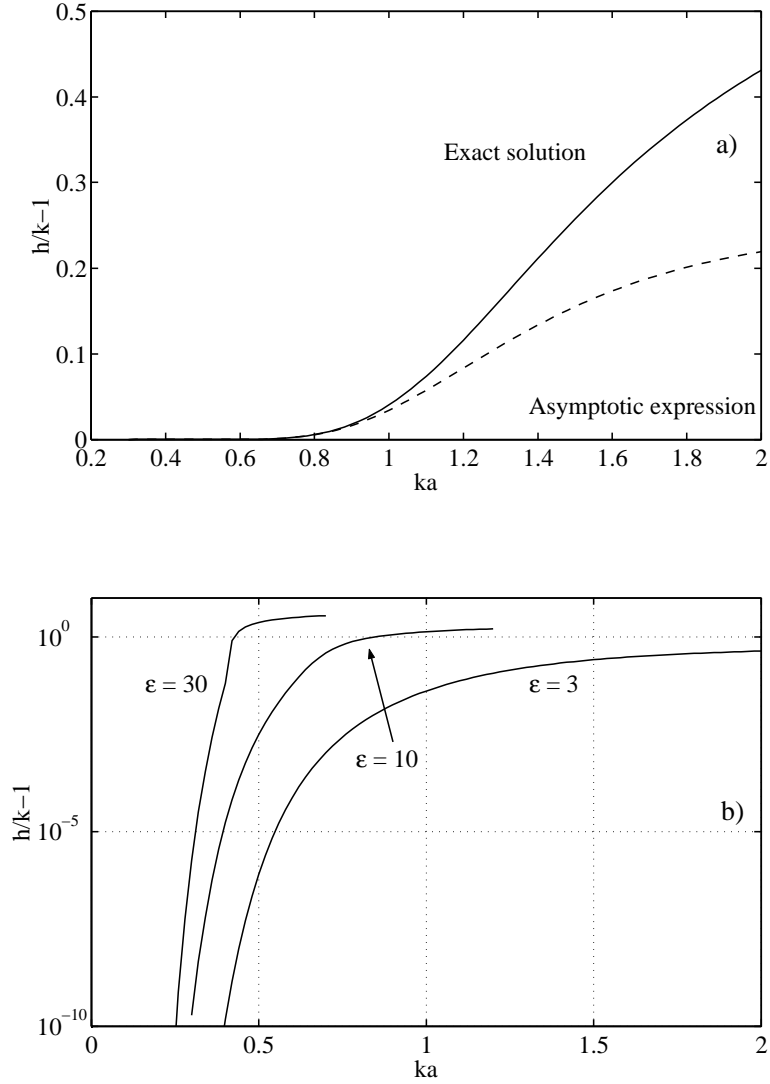 0.5
0.4
0.3
0.2
0.1
0
h/k−1
Exact solution
a)
Asymptotic expression
0.2 0.4 0.6 0.8 1 1.2 1.4 1.6 1.8 2
ka
10^0
10^−5
10^−10
h/k−1
ε = 30
ε = 3
ε = 10
b)
0 0.5 1 1.5 2
ka